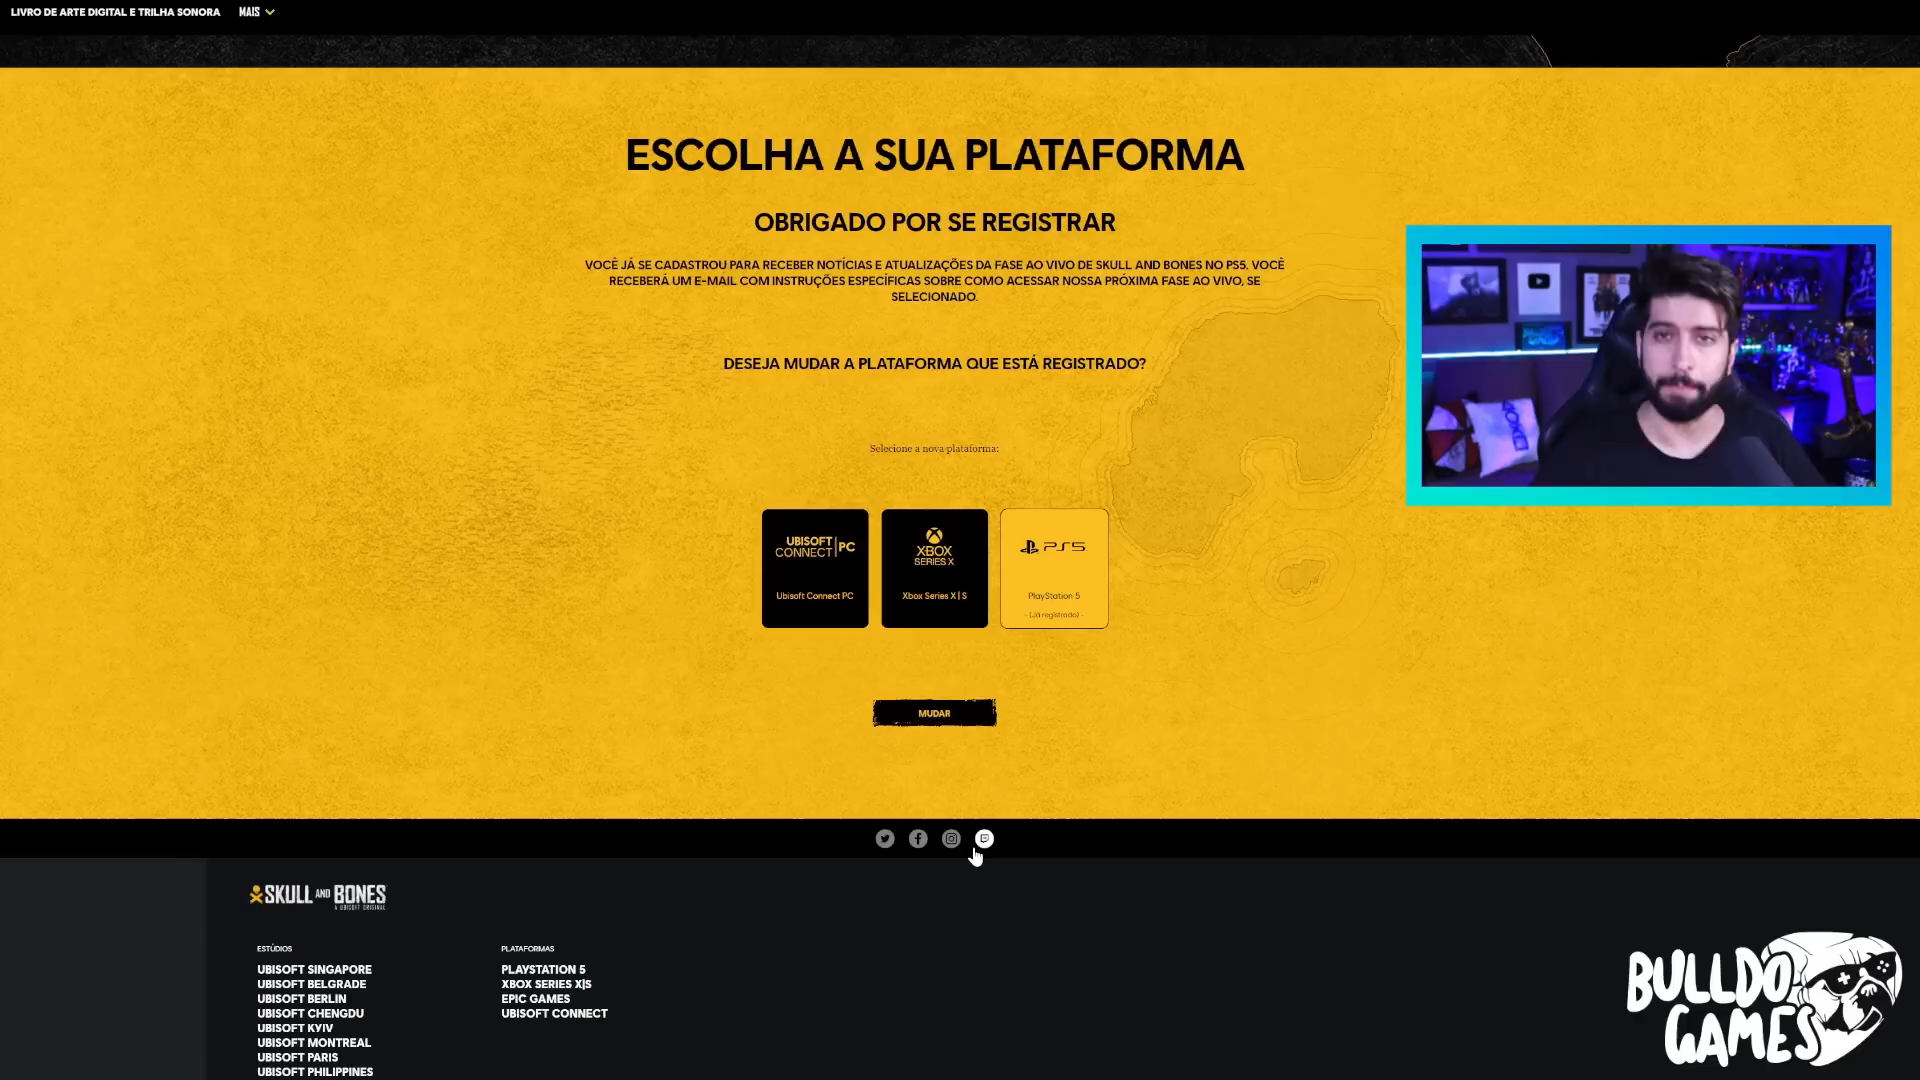 LIVRO DE ARTE DIGITAL E TRILHA SONORA MAIS
ESCOLHA A SUA PLATAFORMA
OBRIGADO POR SE REGISTRAR
VOCÊ JÁ SE CADASTROU PARA RECEBER NOTÍCIAS E ATUALIZAÇÕES DA FASE AO VIVO DE SKULL AND BONES NO PS5. VOCÊ
RECEBERÁ UM E-MAIL COM INSTRUÇÕES ESPECÍFICAS SOBRE COMO ACESSAR NOSSA PRÓXIMA FASE AO VIVO, SE
SELECIONADO.
DESEJA MUDAR A PLATAFORMA QUE ESTÁ REGISTRADO?
Selecione a nova plataforma:
UBISOFT
CONNECT PC
Ubisoft Connect PC
XBOX
SERIES X
Xbox Series X|S
PS5
PlayStation 5
- (Já registrado) -
MUDAR
SKULL AND BONES
A UBISOFT ORIGINAL
ESTÚDIOS
UBISOFT SINGAPORE
UBISOFT BELGRADE
UBISOFT BERLIN
UBISOFT CHENGDU
UBISOFT KYIV
UBISOFT MONTREAL
UBISOFT PARIS
UBISOFT PHILIPPINES
PLATAFORMAS
PLAYSTATION 5
XBOX SERIES X|S
EPIC GAMES
UBISOFT CONNECT
BULLDO
GAMES